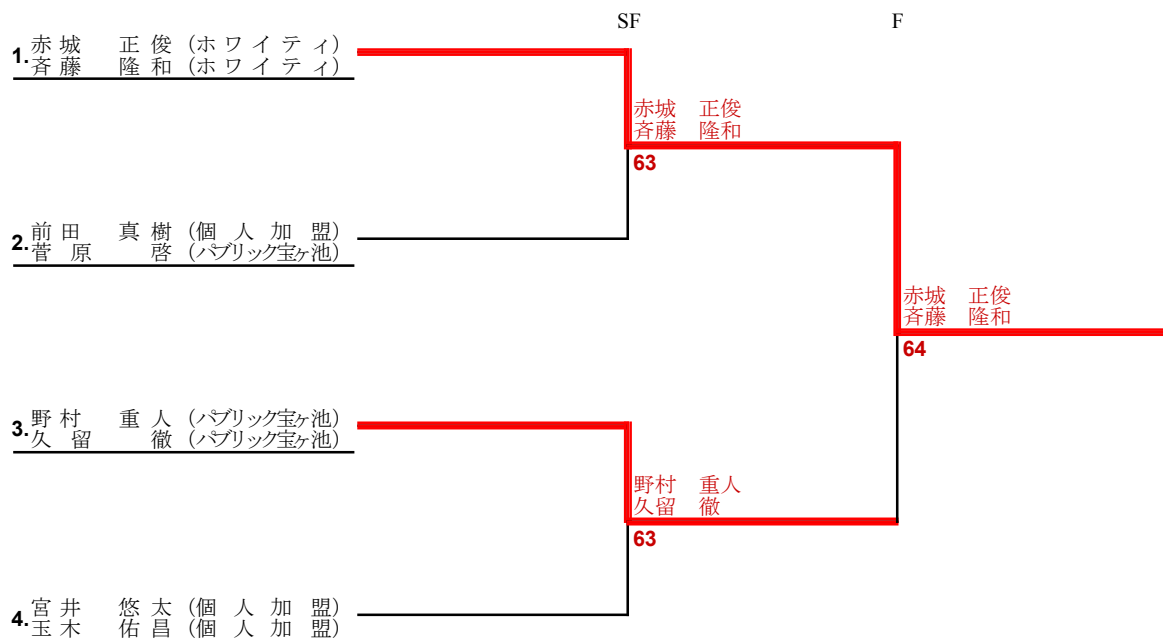 SF F
1. 赤城 正俊 (ホワイティ)
斉藤 隆和 (ホワイティ)
赤城 正俊
斉藤 隆和
63
2. 前田 真樹 (個人加盟)
菅原 啓 (パブリック宝ヶ池)
赤城 正俊
斉藤 隆和
64
3. 野村 重人 (パブリック宝ヶ池)
久留 徹 (パブリック宝ヶ池)
野村 重人
久留 徹
63
4. 宮井 悠太 (個人加盟)
玉木 佑昌 (個人加盟)